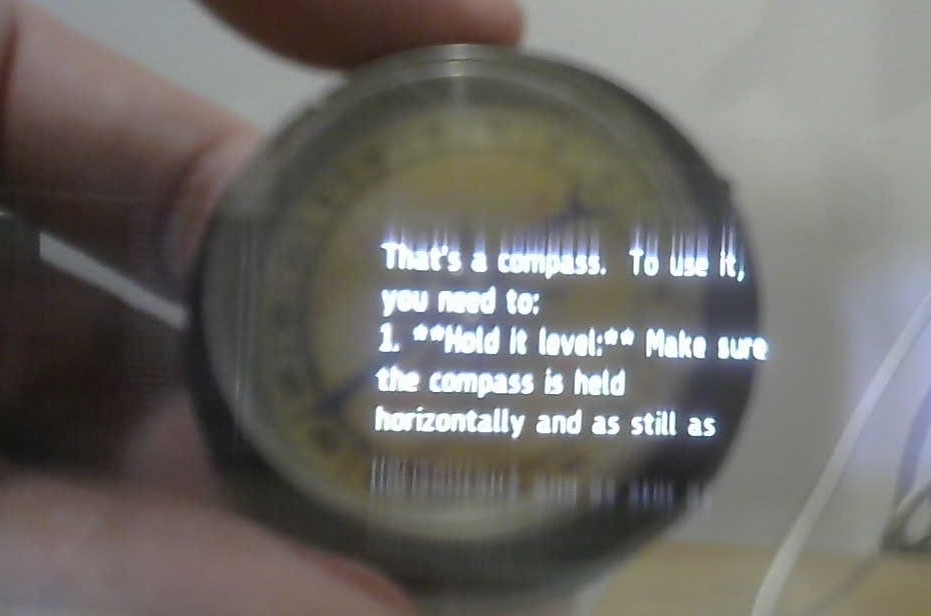 That's a compass. To use it,
you need to:
1. **Hold it level:** Make sure
the compass is held
horizontally and as still as